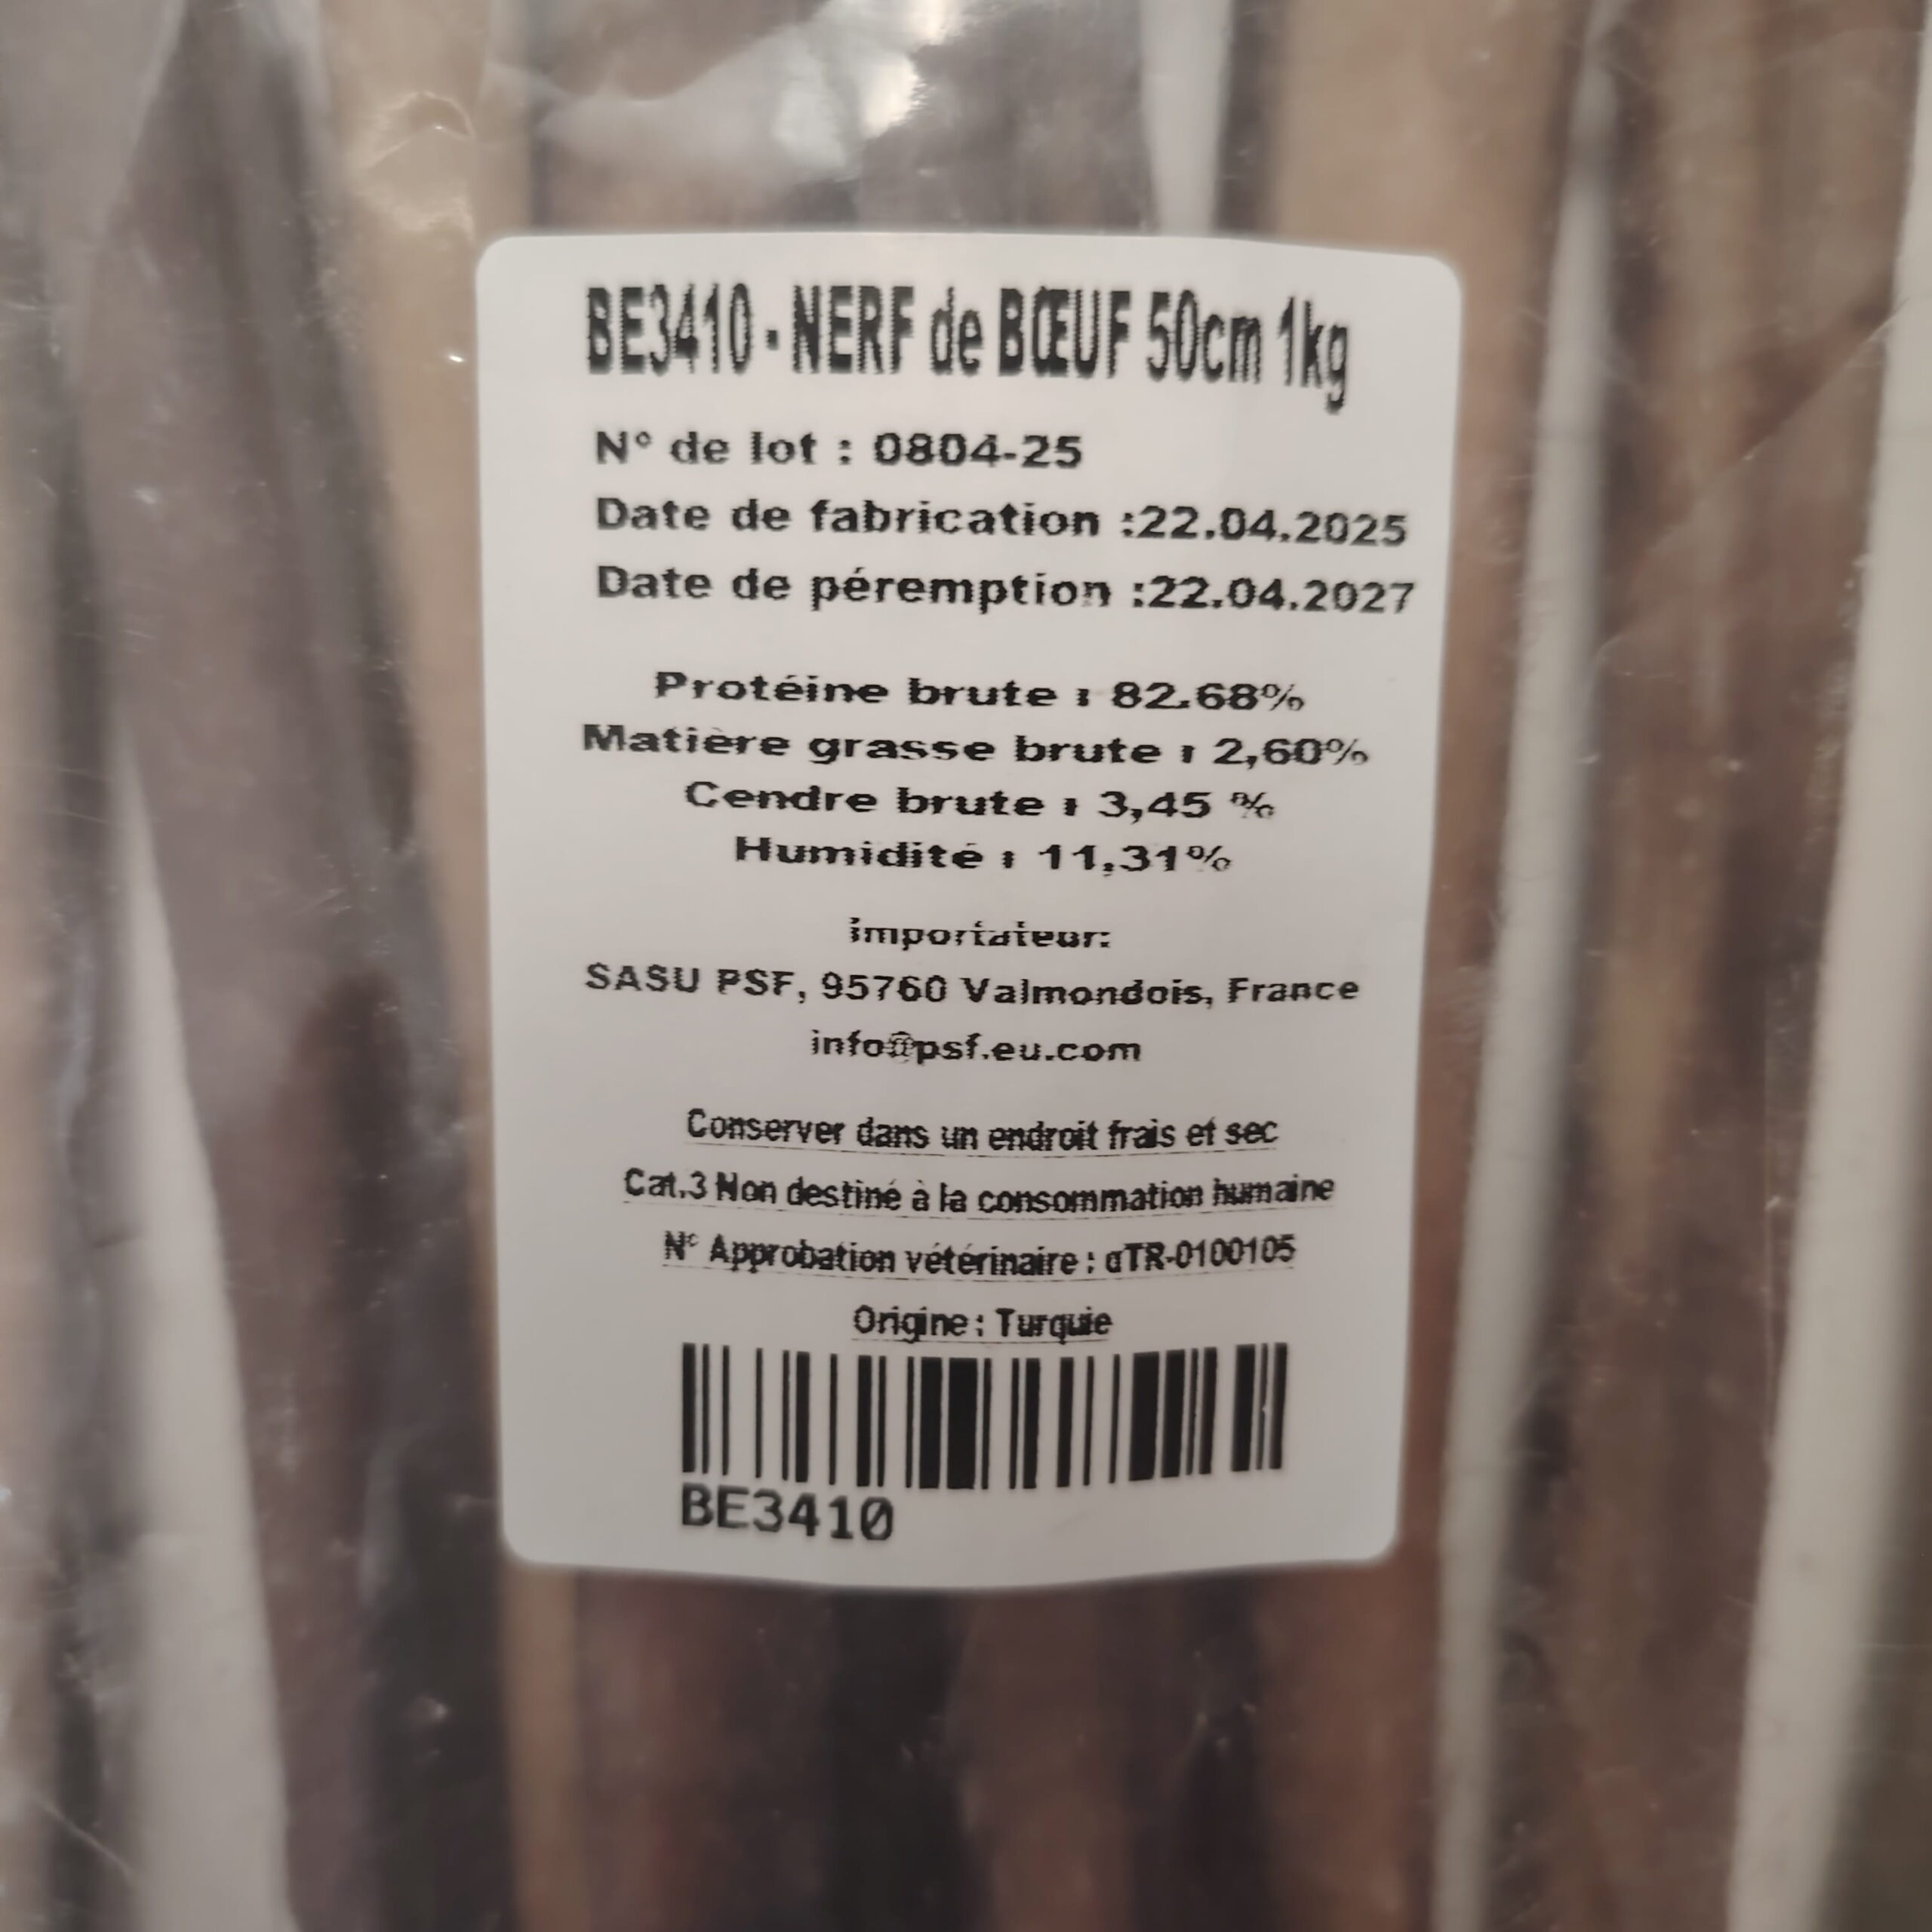 BE3410 - NERF de BŒUF 50cm 1kg
N° de lot : 0804-25
Date de fabrication :22.04.2025
Date de péremption :22.04.2027
Protéine brute : 82.68%
Matière grasse brute : 2,60%
Cendre brute : 3,45 %
Humidité : 11,31%
importateur:
SASU PSF, 95760 Valmondois, France
info@psf.eu.com
Conserver dans un endroit frais et sec
Cat.3 Non destiné à la consommation humaine
N° Approbation vétérinaire : αTR-0100105
Origine : Turquie
BE3410